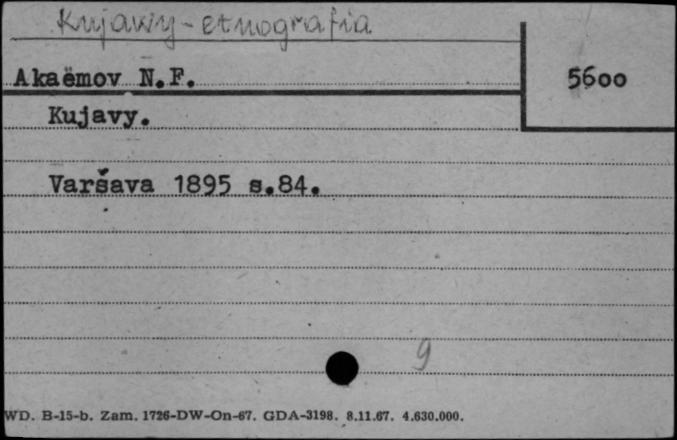 Kujawy - etnografia
Akaëmov N.F.
5600
Kujavy.
Varšava 1895 s.84.
9
WD. B-15-b. Zam. 1726-DW-On-67. GDA-3198. 8.11.67. 4.630.000.